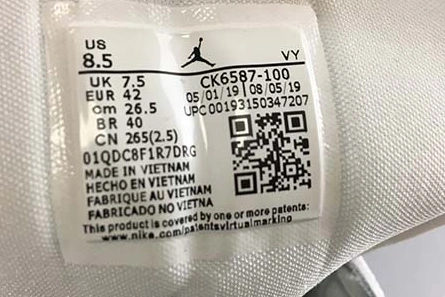 US
8.5 VY
UK 7.5 CK6587-100
EUR 42 05/01/19 | 08/05/19
cm 26.5 UPC 00193150347207
BR 40
CN 265(2.5)
01QDC8F1R7DRG
MADE IN VIETNAM
HECHO EN VIETNAM
FABRIQUE AU VIETNAM
FABRICADO NO VIETNA
This product is covered by one or more patents:
www.nike.com/patentsvirtualmarking